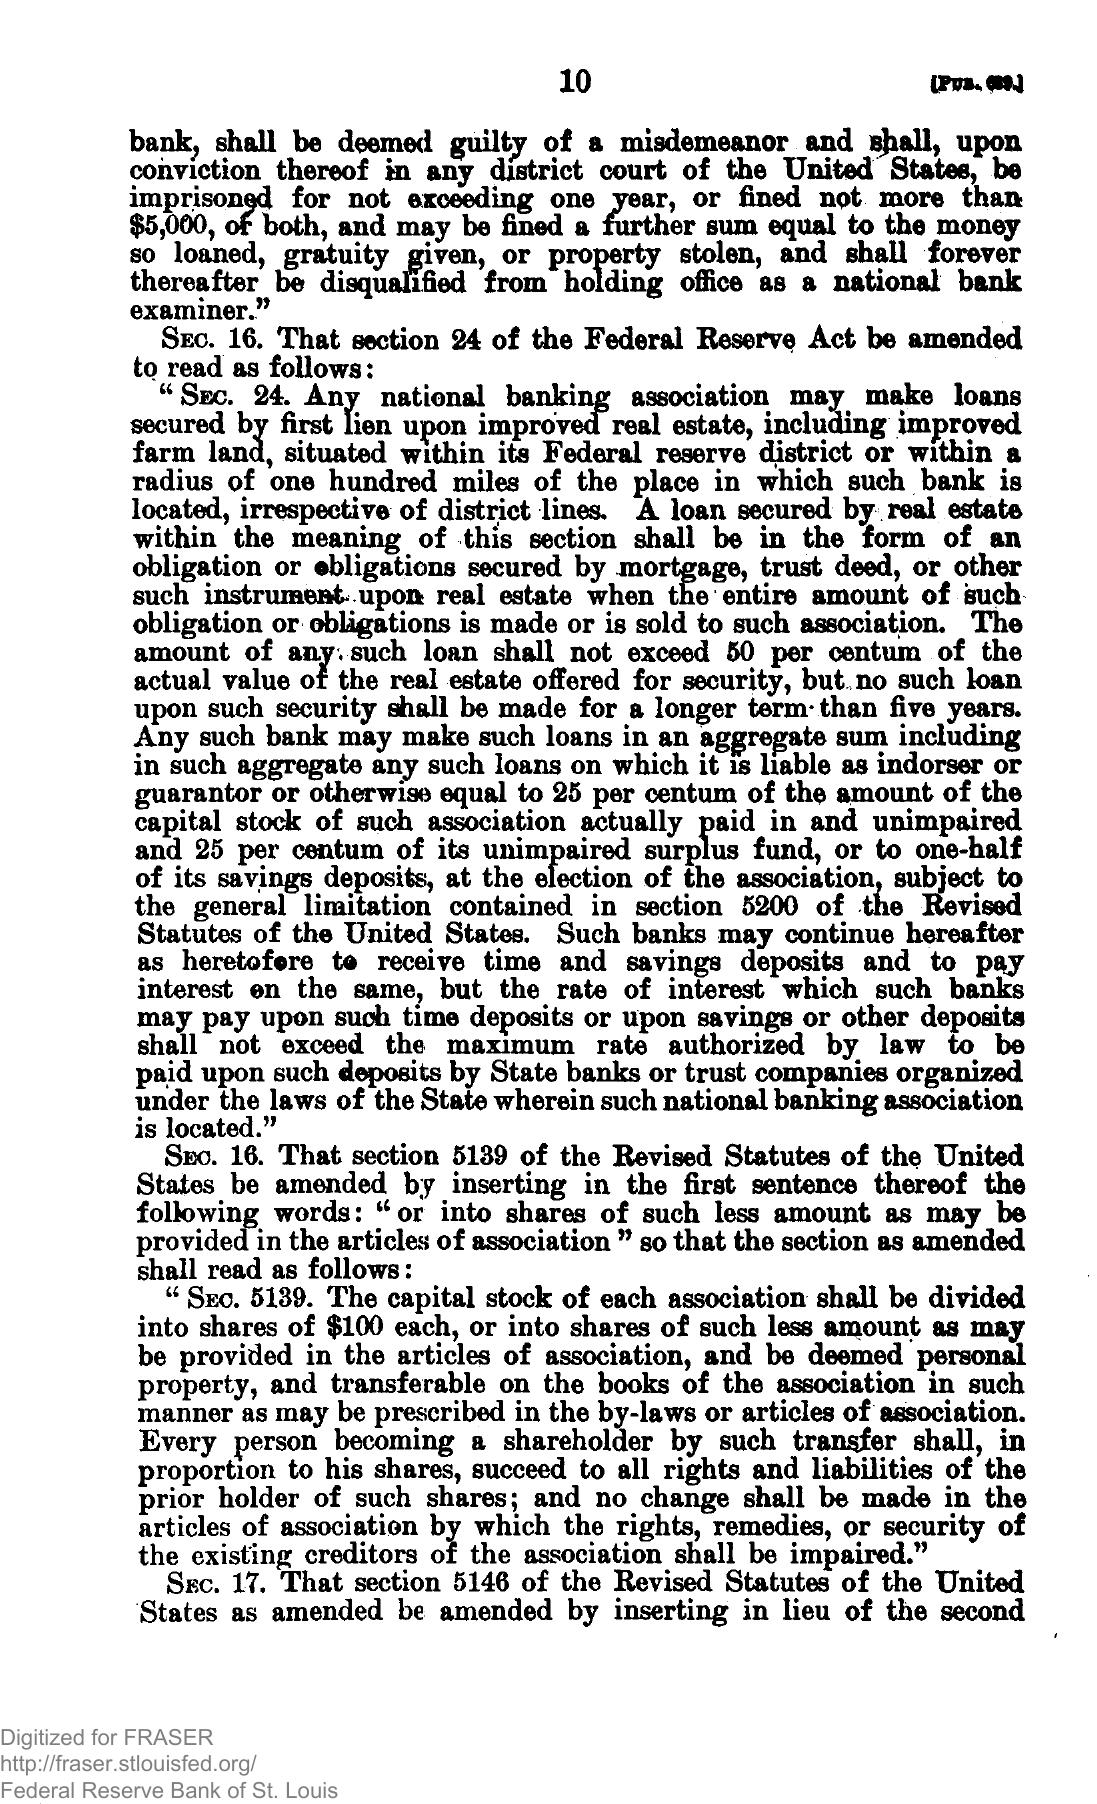 10 [PUB. 639.]
bank, shall be deemed guilty of a misdemeanor and shall, upon
conviction thereof in any district court of the United States, be
imprisoned for not exceeding one year, or fined not more than
$5,000, or both, and may be fined a further sum equal to the money
so loaned, gratuity given, or property stolen, and shall forever
thereafter be disqualified from holding office as a national bank
examiner.”
SEC. 16. That section 24 of the Federal Reserve Act be amended
to read as follows:
“ SEC. 24. Any national banking association may make loans
secured by first lien upon improved real estate, including improved
farm land, situated within its Federal reserve district or within a
radius of one hundred miles of the place in which such bank is
located, irrespective of district lines. A loan secured by real estate
within the meaning of this section shall be in the form of an
obligation or obligations secured by mortgage, trust deed, or other
such instrument upon real estate when the entire amount of such
obligation or obligations is made or is sold to such association. The
amount of any such loan shall not exceed 50 per centum of the
actual value of the real estate offered for security, but no such loan
upon such security shall be made for a longer term than five years.
Any such bank may make such loans in an aggregate sum including
in such aggregate any such loans on which it is liable as indorser or
guarantor or otherwise equal to 25 per centum of the amount of the
capital stock of such association actually paid in and unimpaired
and 25 per centum of its unimpaired surplus fund, or to one-half
of its savings deposits, at the election of the association, subject to
the general limitation contained in section 5200 of the Revised
Statutes of the United States. Such banks may continue hereafter
as heretofore to receive time and savings deposits and to pay
interest on the same, but the rate of interest which such banks
may pay upon such time deposits or upon savings or other deposits
shall not exceed the maximum rate authorized by law to be
paid upon such deposits by State banks or trust companies organized
under the laws of the State wherein such national banking association
is located.”
SEC. 16. That section 5139 of the Revised Statutes of the United
States be amended by inserting in the first sentence thereof the
following words: “ or into shares of such less amount as may be
provided in the articles of association ” so that the section as amended
shall read as follows:
“ SEC. 5139. The capital stock of each association shall be divided
into shares of $100 each, or into shares of such less amount as may
be provided in the articles of association, and be deemed personal
property, and transferable on the books of the association in such
manner as may be prescribed in the by-laws or articles of association.
Every person becoming a shareholder by such transfer shall, in
proportion to his shares, succeed to all rights and liabilities of the
prior holder of such shares; and no change shall be made in the
articles of association by which the rights, remedies, or security of
the existing creditors of the association shall be impaired.”
SEC. 17. That section 5146 of the Revised Statutes of the United
States as amended be amended by inserting in lieu of the second
Digitized for FRASER
http://fraser.stlouisfed.org/
Federal Reserve Bank of St. Louis